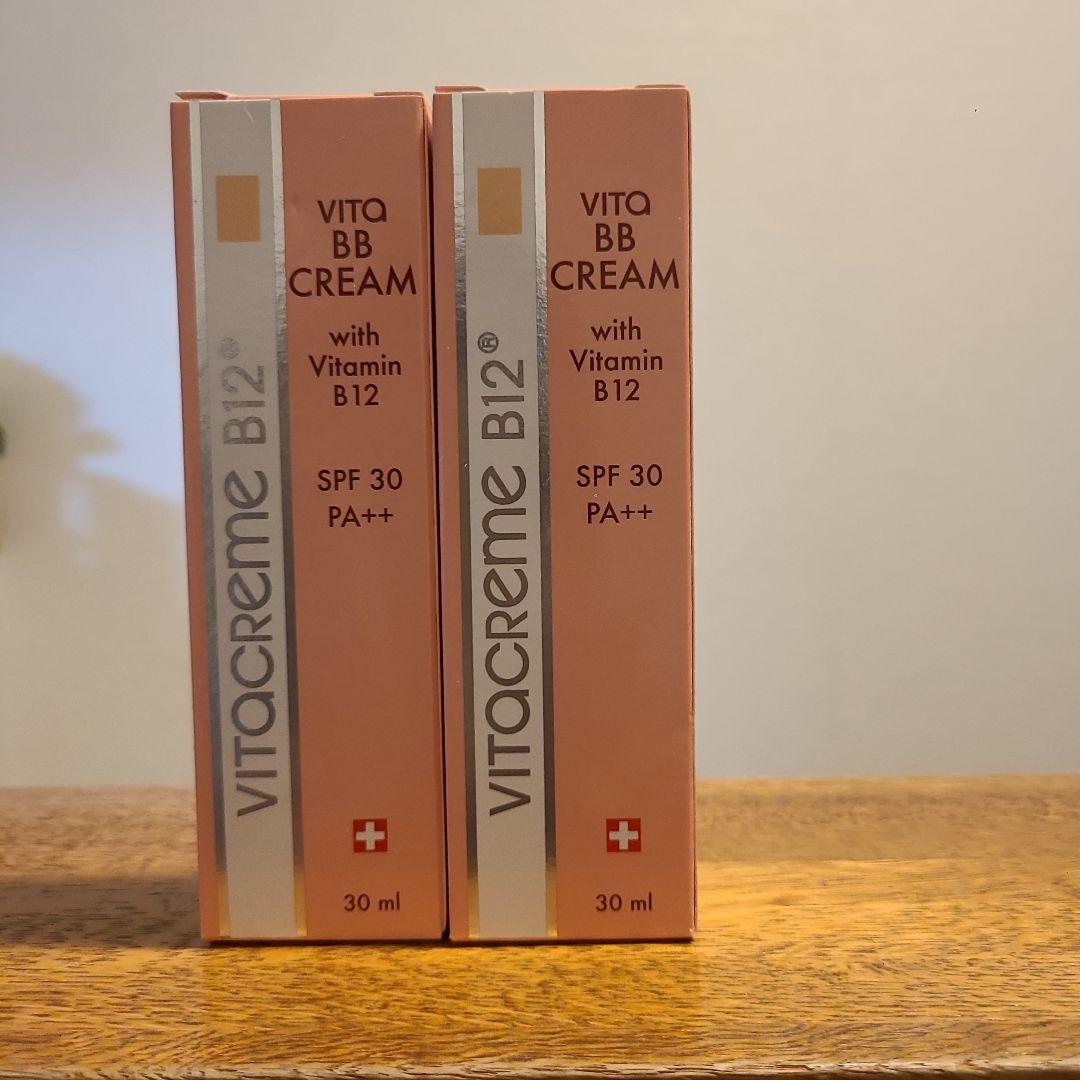 VITACREME B12®
VITA
BB
CREAM
with
Vitamin
B12
SPF 30
PA++
30 ml
VITACREME B12®
VITA
BB
CREAM
with
Vitamin
B12
SPF 30
PA++
30 ml